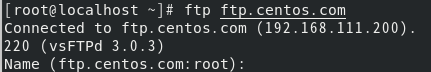 [root@localhost ~]# ftp ftp.centos.com
Connected to ftp.centos.com (192.168.111.200).
220 (vsFTPd 3.0.3)
Name (ftp.centos.com:root):